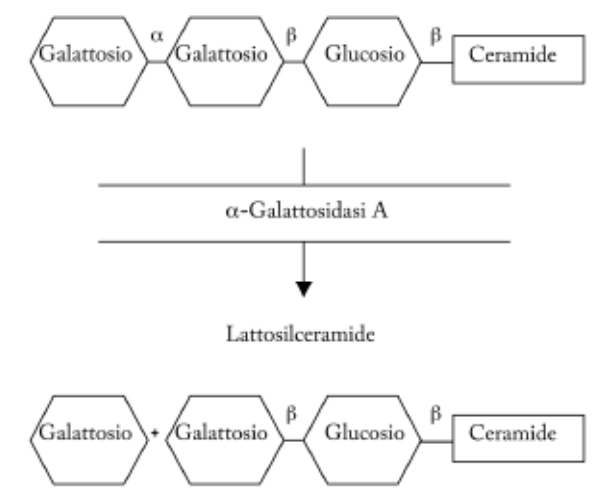 α β β
Galattosio Galattosio Glucosio Ceramide
α-Galattosidasi A
Lattosilceramide
β β
Galattosio + Galattosio Glucosio Ceramide